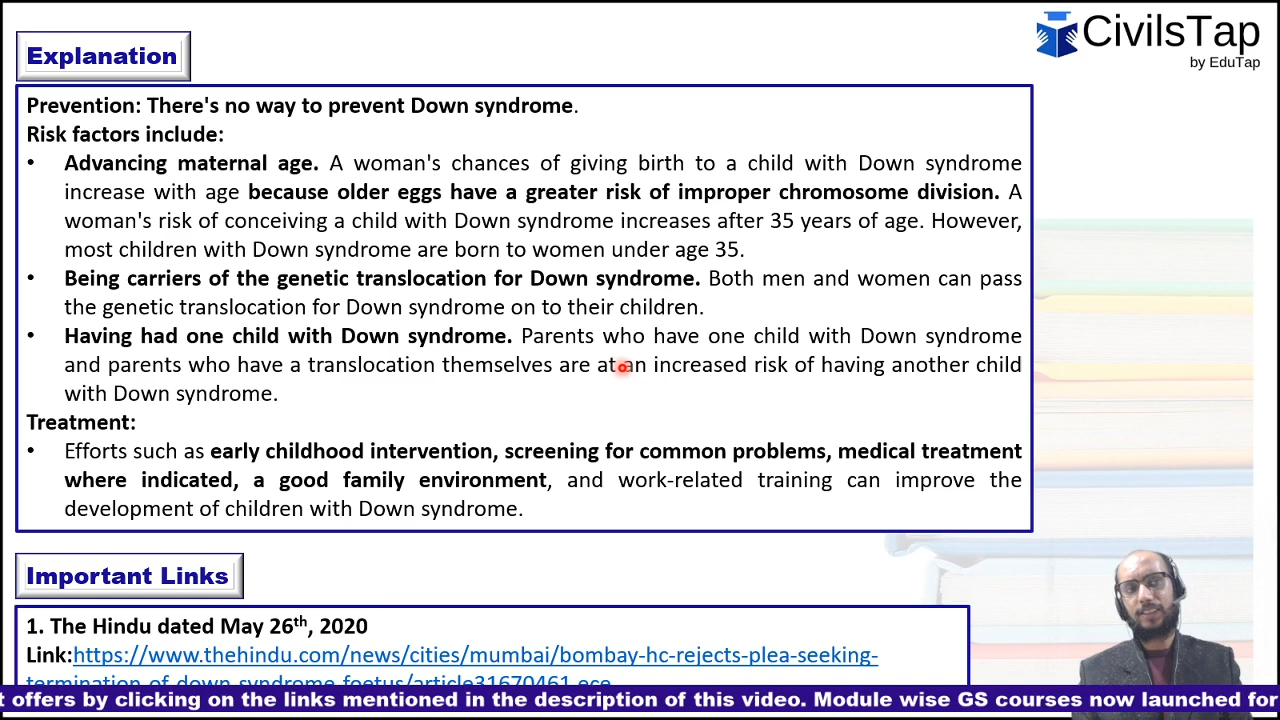 CivilsTap
by EduTap
Explanation
Prevention: There's no way to prevent Down syndrome.
Risk factors include:
• Advancing maternal age. A woman's chances of giving birth to a child with Down syndrome
increase with age because older eggs have a greater risk of improper chromosome division. A
woman's risk of conceiving a child with Down syndrome increases after 35 years of age. However,
most children with Down syndrome are born to women under age 35.
• Being carriers of the genetic translocation for Down syndrome. Both men and women can pass
the genetic translocation for Down syndrome on to their children.
• Having had one child with Down syndrome. Parents who have one child with Down syndrome
and parents who have a translocation themselves are at an increased risk of having another child
with Down syndrome.
Treatment:
• Efforts such as early childhood intervention, screening for common problems, medical treatment
where indicated, a good family environment, and work-related training can improve the
development of children with Down syndrome.
Important Links
1. The Hindu dated May 26th, 2020
Link:https://www.thehindu.com/news/cities/mumbai/bombay-hc-rejects-plea-seeking-
termination-of-down-syndrome-foetus/article31670461.ece
t offers by clicking on the links mentioned in the description of this video. Module wise GS courses now launched for